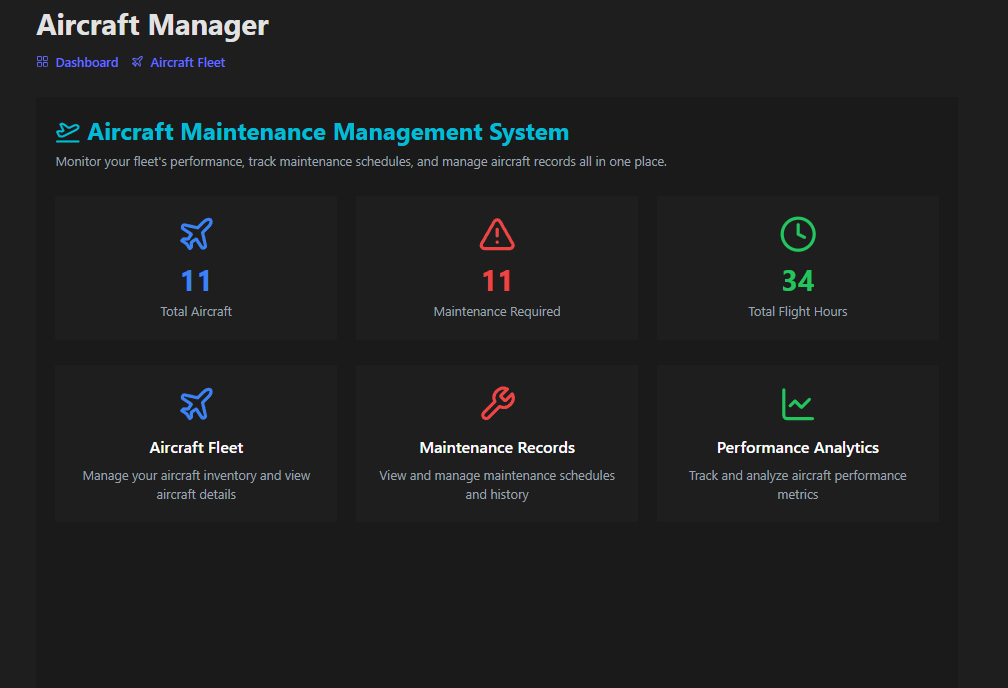 Aircraft Manager
Dashboard Aircraft Fleet
Aircraft Maintenance Management System
Monitor your fleet's performance, track maintenance schedules, and manage aircraft records all in one place.
11
Total Aircraft
11
Maintenance Required
34
Total Flight Hours
Aircraft Fleet
Manage your aircraft inventory and view
aircraft details
Maintenance Records
View and manage maintenance schedules
and history
Performance Analytics
Track and analyze aircraft performance
metrics